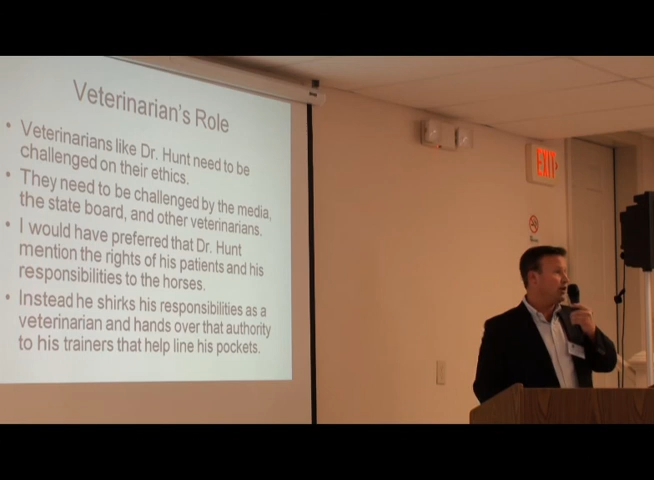 Veterinarian's Role
• Veterinarians like Dr. Hunt need to be
challenged on their ethics.
• They need to be challenged by the media,
the state board, and other veterinarians.
• I would have preferred that Dr. Hunt
mention the rights of his patients and his
responsibilities to the horses.
• Instead he shirks his responsibilities as a
veterinarian and hands over that authority
to his trainers that help line his pockets.
EXIT